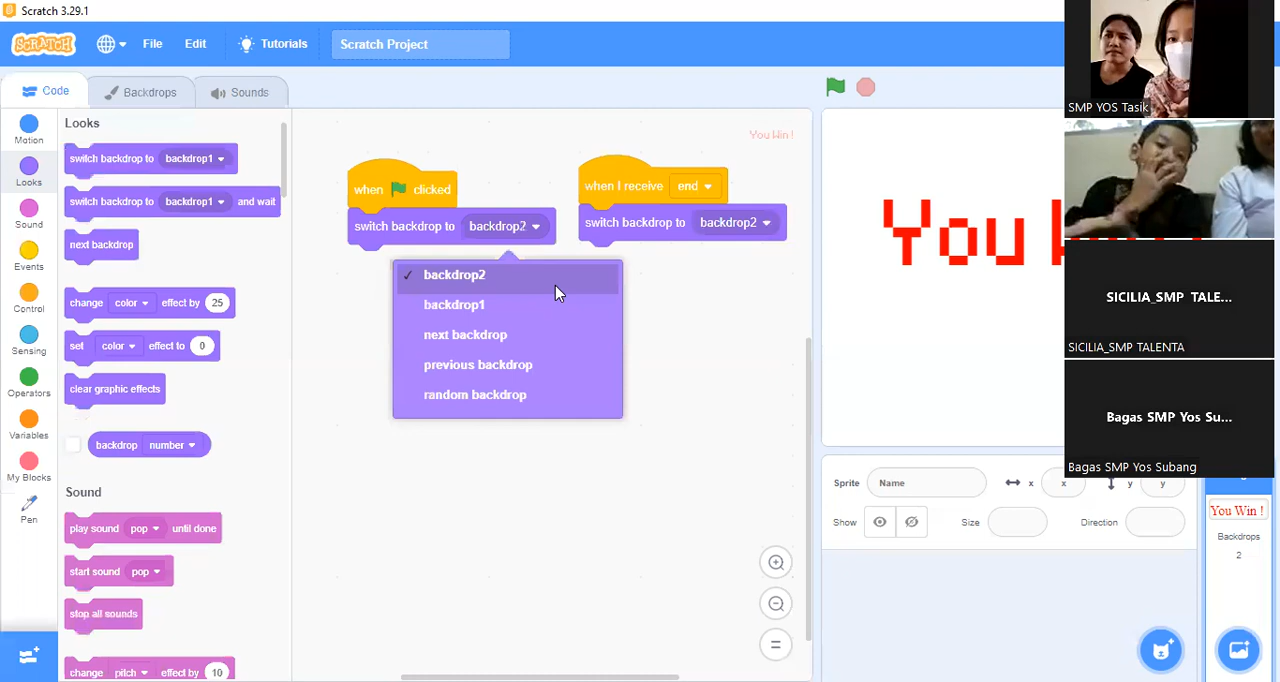 Scratch 3.29.1
SCRATCH
File
Edit
Tutorials
Scratch Project
Code
Backdrops
Sounds
Motion
Looks
Sound
Events
Control
Sensing
Operators
Variables
My Blocks
Pen
Looks
switch backdrop to backdrop1
switch backdrop to backdrop1 and wait
next backdrop
change color effect by 25
set color effect to 0
clear graphic effects
backdrop number
Sound
play sound pop until done
start sound pop
stop all sounds
change pitch effect by 10
You Win !
when clicked
switch backdrop to backdrop2
when I receive end
switch backdrop to backdrop2
backdrop2
backdrop1
next backdrop
previous backdrop
random backdrop
You
SMP YOS Tasik
SICILIA_SMP TALE...
SICILIA_SMP TALENTA
Bagas SMP Yos Su...
Bagas SMP Yos Subang
Sprite
Name
x
x
y
y
Show
Size
Direction
You Win !
Backdrops
2